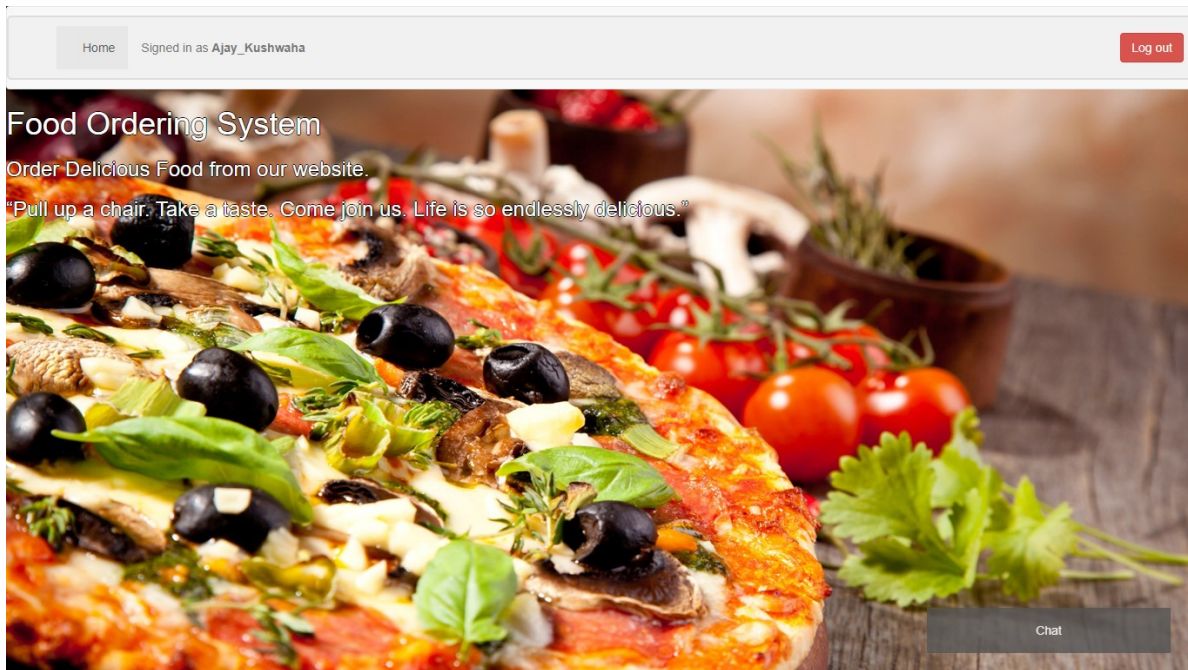 Home Signed in as Ajay_Kushwaha Log out
Food Ordering System
Order Delicious Food from our website.
“Pull up a chair. Take a taste. Come join us. Life is so endlessly delicious.”
Chat